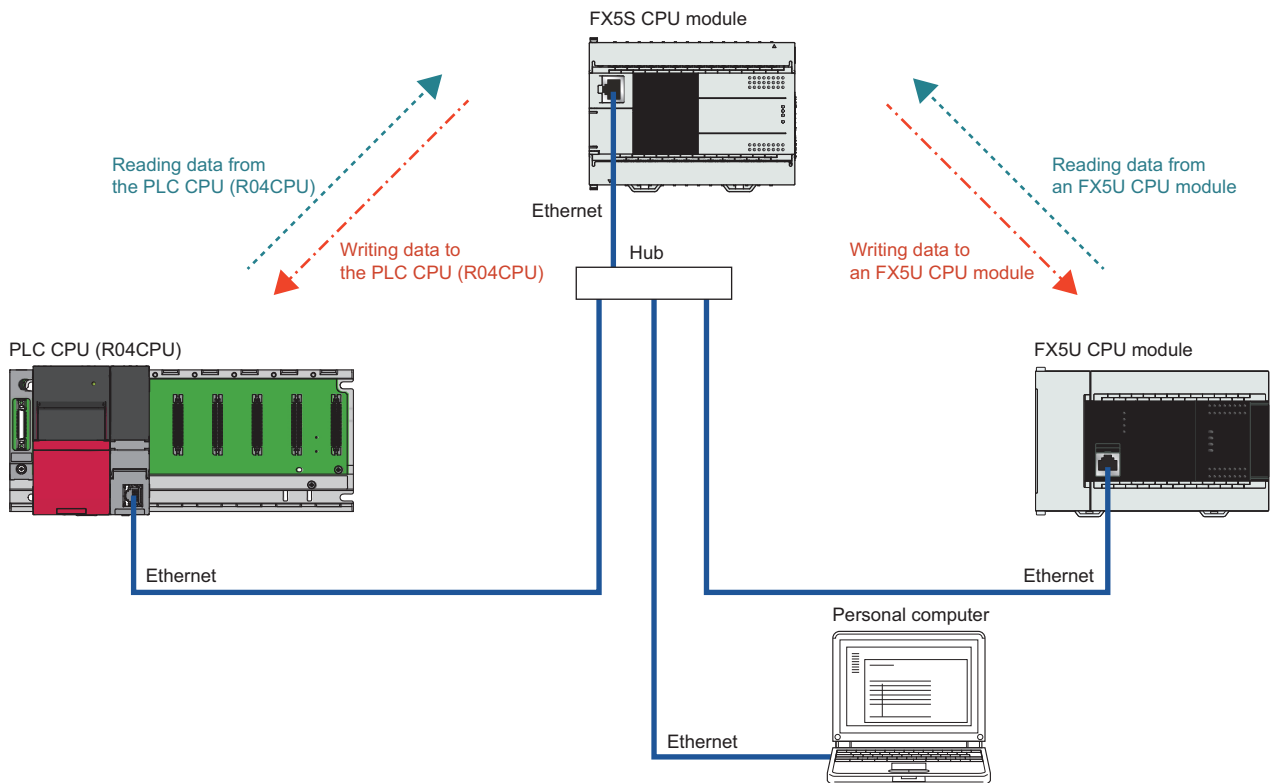 FX5S CPU module
Reading data from
the PLC CPU (R04CPU)
Reading data from
an FX5U CPU module
Ethernet
Writing data to
the PLC CPU (R04CPU)
Hub
Writing data to
an FX5U CPU module
PLC CPU (R04CPU)
FX5U CPU module
Ethernet
Ethernet
Personal computer
Ethernet